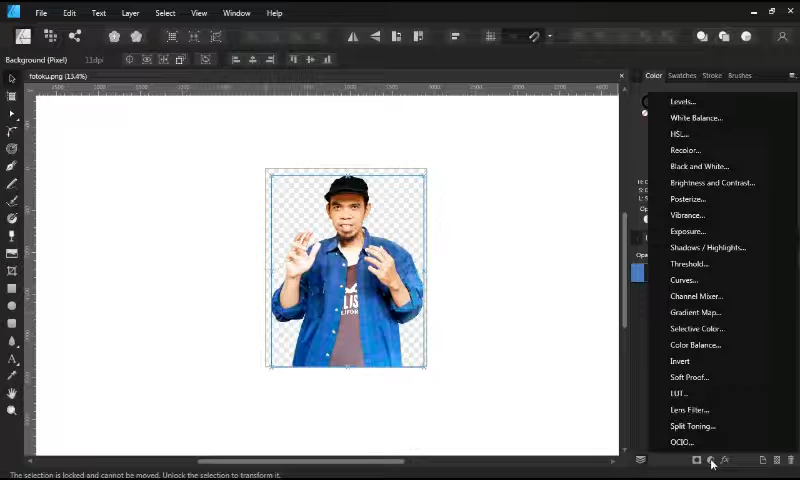 File Edit Text Layer Select View Window Help
Background (Pixel) 11dpi
fotoku.png (13.4%)
Color Swatches Stroke Brushes
Levels...
White Balance...
HSL...
Recolor...
Black and White...
Brightness and Contrast...
Posterize...
Vibrance...
Exposure...
Shadows / Highlights...
Threshold...
Curves...
Channel Mixer...
Gradient Map...
Selective Color...
Color Balance...
Invert
Soft Proof...
LUT...
Lens Filter...
Split Toning...
OCIO...
The selection is locked and cannot be moved. Unlock the selection to transform it.